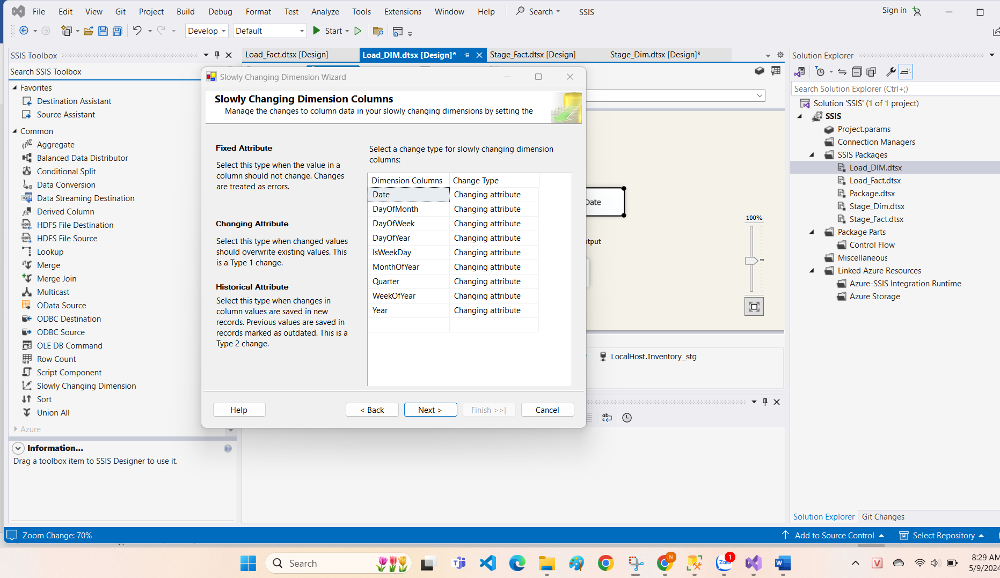 File Edit View Git Project Build Debug Format Test Analyze Tools Extensions Window Help Search SSIS Sign in
Develop Default Start
SSIS Toolbox
Search SSIS Toolbox
Favorites
Destination Assistant
Source Assistant
Common
Aggregate
Balanced Data Distributor
Conditional Split
Data Conversion
Data Streaming Destination
Derived Column
HDFS File Destination
HDFS File Source
Lookup
Merge
Merge Join
Multicast
OData Source
ODBC Destination
ODBC Source
OLE DB Command
Row Count
Script Component
Slowly Changing Dimension
Sort
Union All
Azure
Information...
Drag a toolbox item to SSIS Designer to use it.
Load_Fact.dtsx [Design] Load_DIM.dtsx [Design]* Stage_Fact.dtsx [Design] Stage_Dim.dtsx [Design]*
Slowly Changing Dimension Wizard
Slowly Changing Dimension Columns
Manage the changes to column data in your slowly changing dimensions by setting the
Fixed Attribute
Select this type when the value in a
column should not change. Changes
are treated as errors.
Changing Attribute
Select this type when changed values
should overwrite existing values. This
is a Type 1 change.
Historical Attribute
Select this type when changes in
column values are saved in new
records. Previous values are saved in
records marked as outdated. This is a
Type 2 change.
Select a change type for slowly changing dimension
columns:
Dimension Columns Change Type
Date Changing attribute
DayOfMonth Changing attribute
DayOfWeek Changing attribute
DayOfYear Changing attribute
IsWeekDay Changing attribute
MonthOfYear Changing attribute
Quarter Changing attribute
WeekOfYear Changing attribute
Year Changing attribute
Help < Back Next > Finish >>| Cancel
Date
utput
100%
LocalHost.Inventory_stg
Solution Explorer
Search Solution Explorer (Ctrl+;)
Solution 'SSIS' (1 of 1 project)
SSIS
Project.params
Connection Managers
SSIS Packages
Load_DIM.dtsx
Load_Fact.dtsx
Package.dtsx
Stage_Dim.dtsx
Stage_Fact.dtsx
Package Parts
Control Flow
Miscellaneous
Linked Azure Resources
Azure-SSIS Integration Runtime
Azure Storage
Solution Explorer Git Changes
Zoom Change: 70% Add to Source Control Select Repository
Search
N
Zalo
1
V
8:29 AM
5/9/2024